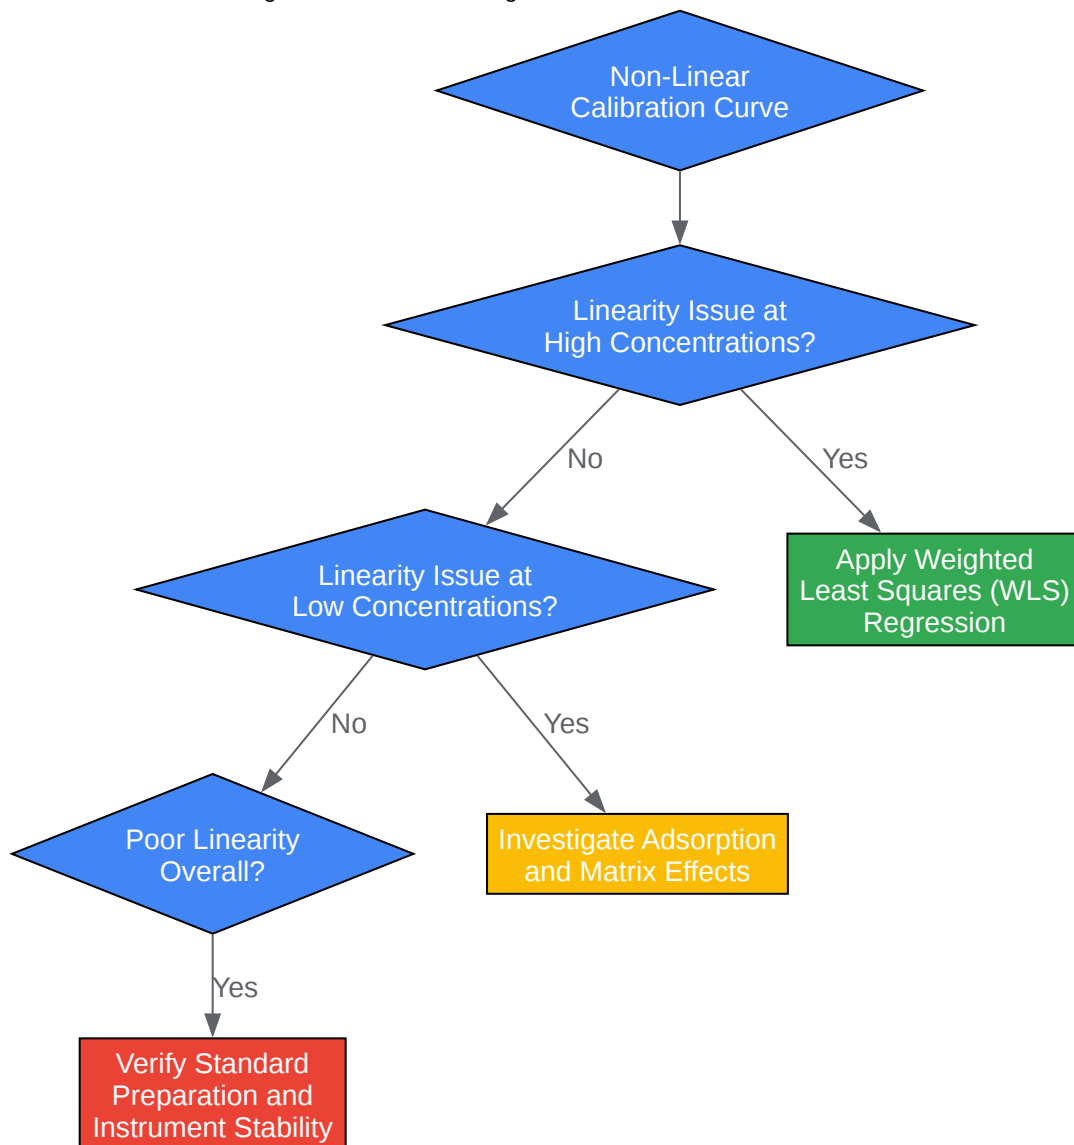 Non-Linear
Calibration Curve
Linearity Issue at
High Concentrations?
No
Yes
Linearity Issue at
Low Concentrations?
Apply Weighted
Least Squares (WLS)
Regression
No
Yes
Poor Linearity
Overall?
Investigate Adsorption
and Matrix Effects
Yes
Verify Standard
Preparation and
Instrument Stability